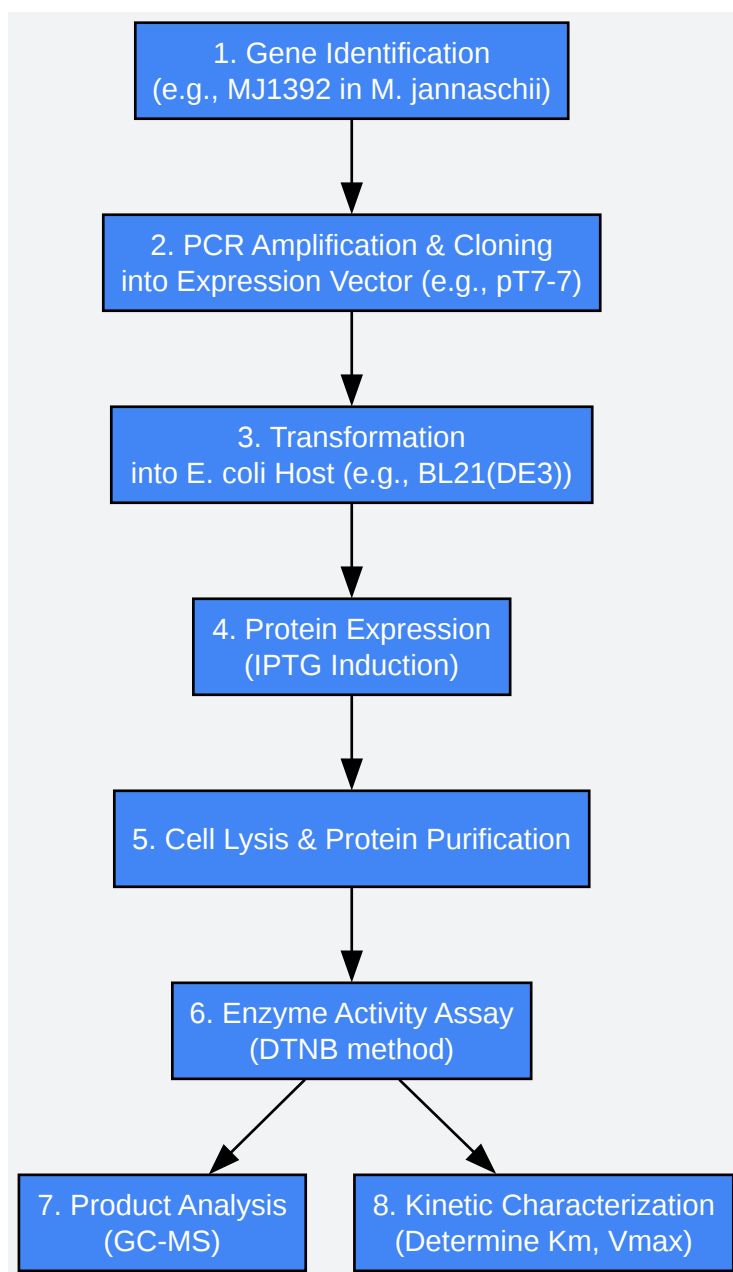 1. Gene Identification
(e.g., MJ1392 in M. jannaschii)
2. PCR Amplification & Cloning
into Expression Vector (e.g., pT7-7)
3. Transformation
into E. coli Host (e.g., BL21(DE3))
4. Protein Expression
(IPTG Induction)
5. Cell Lysis & Protein Purification
6. Enzyme Activity Assay
(DTNB method)
7. Product Analysis
(GC-MS)
8. Kinetic Characterization
(Determine Km, Vmax)